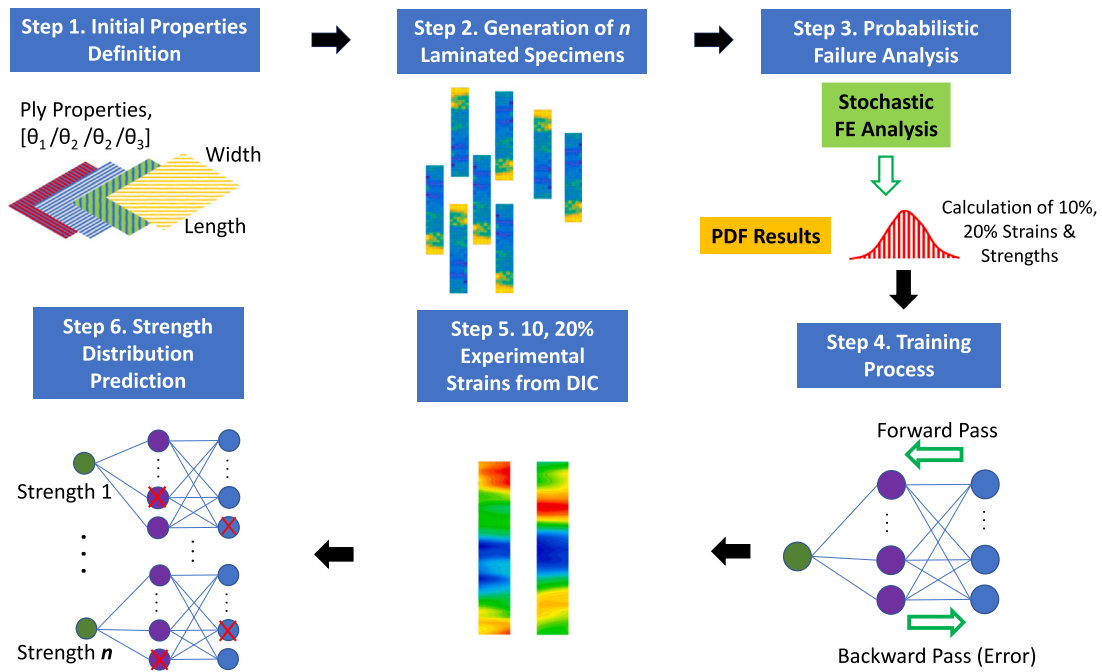 Step 1. Initial Properties
Definition
Step 2. Generation of n
Laminated Specimens
Step 3. Probabilistic
Failure Analysis
Ply Properties,
[θ1/θ2/θ2/θ3]
Width
Length
Stochastic
FE Analysis
PDF Results
Calculation of 10%,
20% Strains &
Strengths
Step 4. Training
Process
Forward Pass
Backward Pass (Error)
Step 5. 10, 20%
Experimental
Strains from DIC
Step 6. Strength
Distribution
Prediction
Strength 1
Strength n